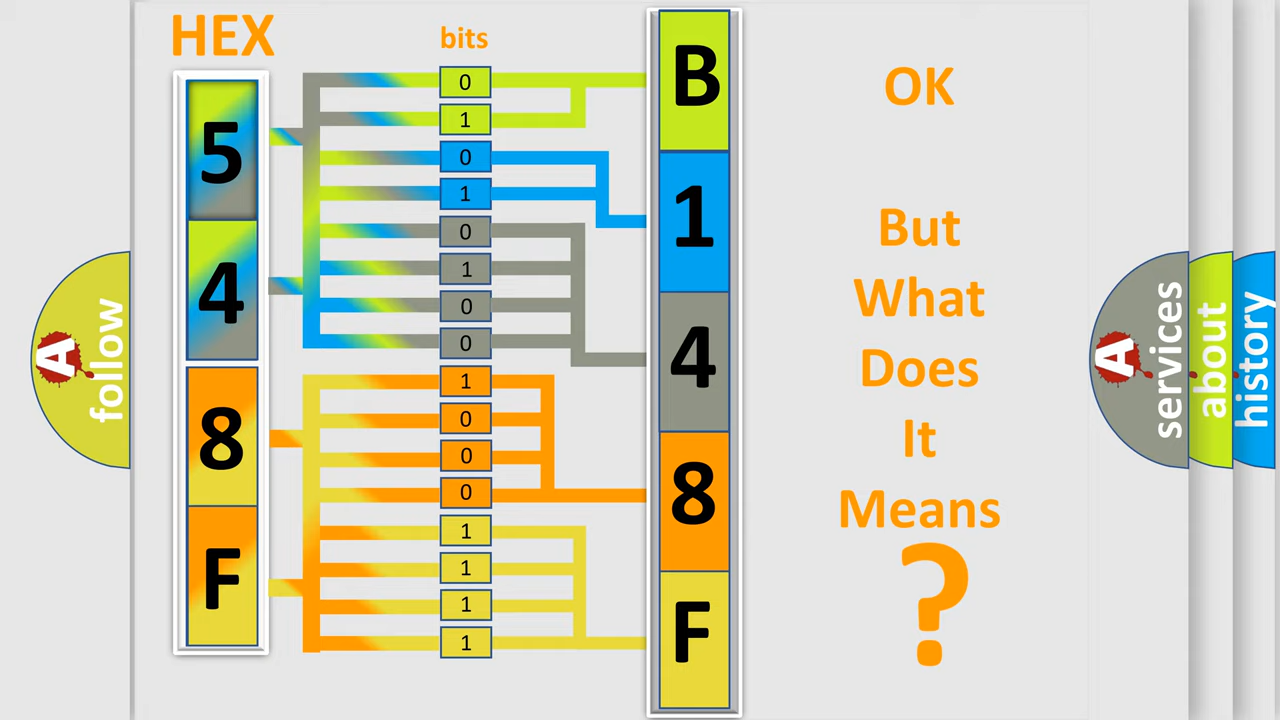 HEX
bits
5
4
8
F
0
1
0
1
0
1
0
0
1
0
0
0
1
1
1
1
B
1
4
8
F
OK
But
What
Does
It
Means
?
A
follow
A
services
about
history